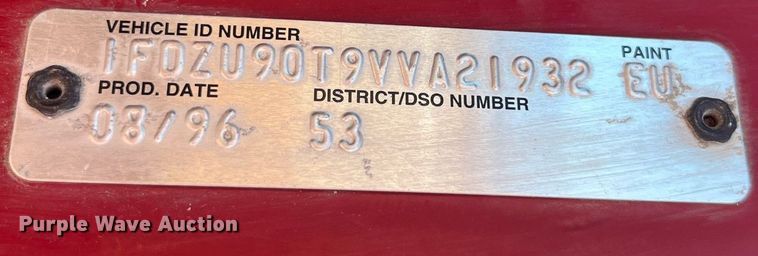 VEHICLE ID NUMBER
1FDZU90T9VVA21932
PAINT
EU
PROD. DATE
08/96
DISTRICT/DSO NUMBER
53
Purple Wave Auction